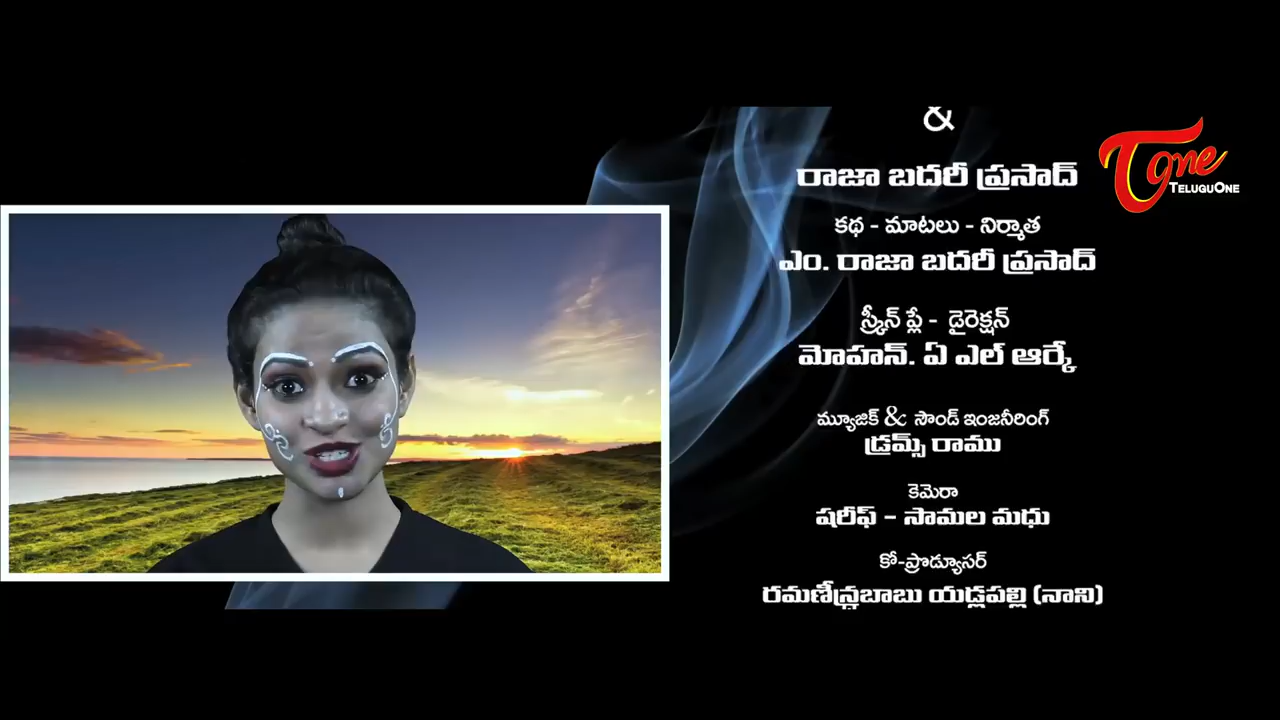 &
రాజా బదరీ ప్రసాద్
కథ - మాటలు - నిర్మాత
ఎం. రాజా బదరీ ప్రసాద్
స్క్రీన్ ప్లే - డైరెక్షన్
మోహన్. ఏ ఎల్ ఆర్కే
మ్యూజిక్ & సౌండ్ ఇంజనీరింగ్
డ్రమ్స్ రాము
కెమెరా
షరీఫ్ - సామల మధు
కో-ప్రొడ్యూసర్
రమణీన్ద్రబాబు యడ్లపల్లి (నాని)
Tone
TELUGUONE